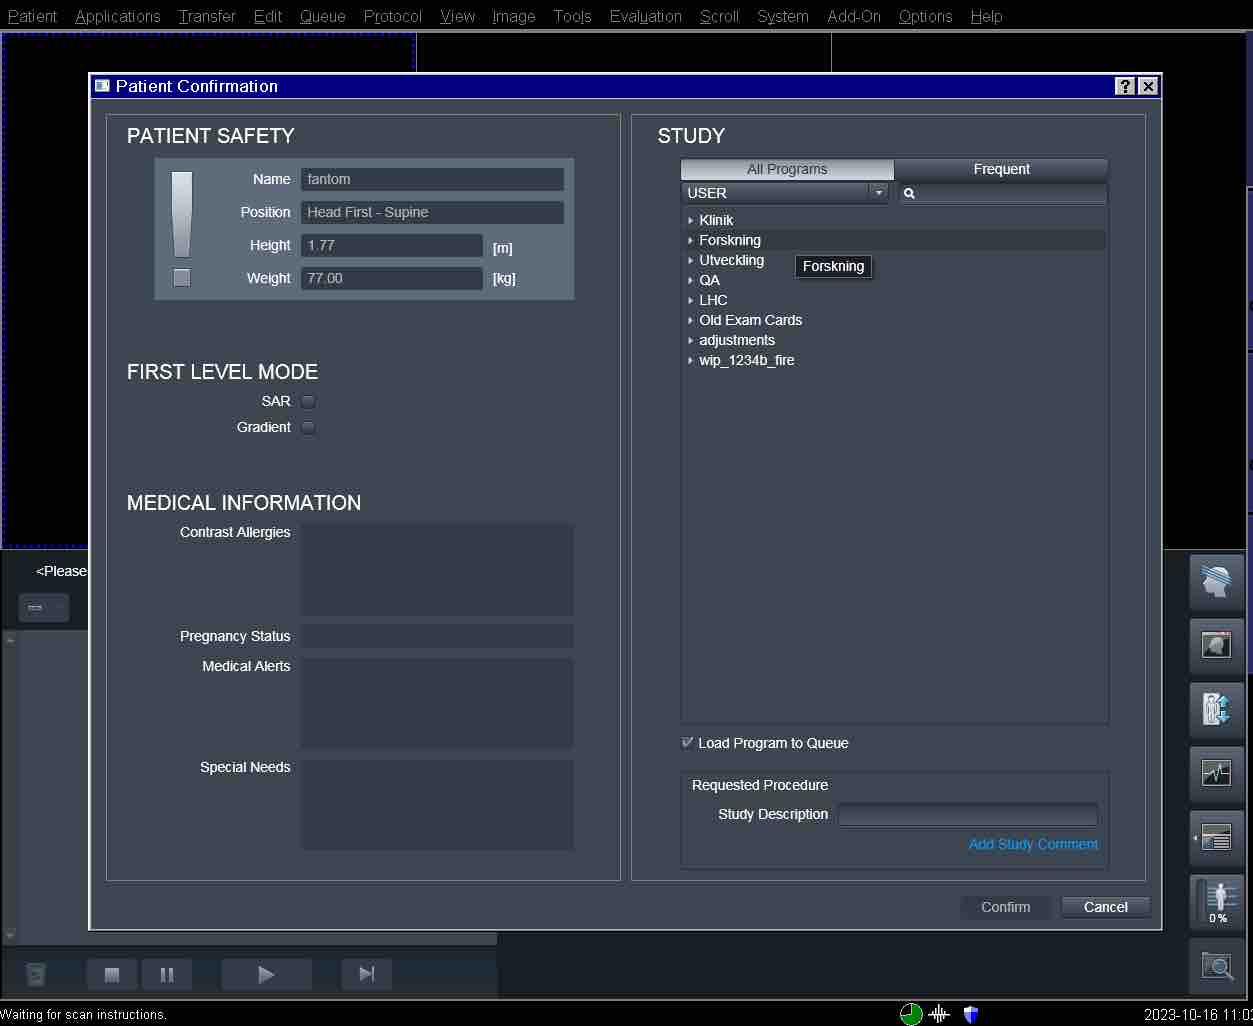 Patient Applications Transfer Edit Queue Protocol View Image Tools Evaluation Scroll System Add-On Options Help
Patient Confirmation
PATIENT SAFETY
Name fantom
Position Head First - Supine
Height 1.77 [m]
Weight 77.00 [kg]
FIRST LEVEL MODE
SAR
Gradient
MEDICAL INFORMATION
Contrast Allergies
Pregnancy Status
Medical Alerts
Special Needs
STUDY
All Programs Frequent
USER
Klinik
Forskning
Utveckling
Forskning
QA
LHC
Old Exam Cards
adjustments
wip_1234b_fire
Load Program to Queue
Requested Procedure
Study Description
Add Study Comment
Confirm Cancel
<Please
0 %
Waiting for scan instructions.
2023-10-16 11:0